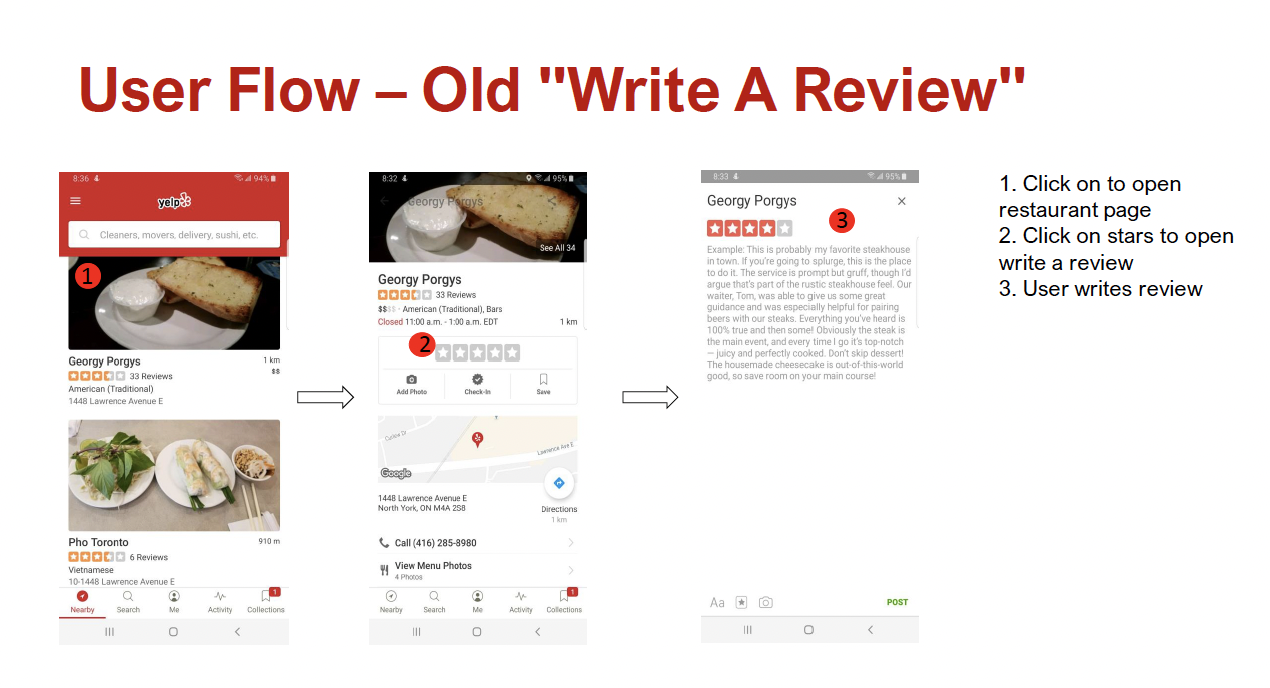 User Flow – Old "Write A Review"
8:36 94%
yelp
Cleaners, movers, delivery, sushi, etc.
1
Georgy Porgys 1 km
33 Reviews $$
American (Traditional)
1448 Lawrence Avenue E
Pho Toronto 910 m
6 Reviews
Vietnamese
10-1448 Lawrence Avenue E
1
Nearby Search Me Activity Collections
8:32 95%
Georgy Porgys
See All 34
Georgy Porgys
33 Reviews
$$$$ · American (Traditional), Bars
Closed 11:00 a.m. - 1:00 a.m. EDT 1 km
2
Add Photo Check-In Save
Curlew Dr
Lawrence Ave E
Google
1448 Lawrence Avenue E
North York, ON M4A 2S8
Directions
1 km
Call (416) 285-8980
View Menu Photos
4 Photos
1
Nearby Search Me Activity Collections
8:33 95%
Georgy Porgys
3
Example: This is probably my favorite steakhouse
in town. If you're going to splurge, this is the place
to do it. The service is prompt but gruff, though I'd
argue that's part of the rustic steakhouse feel. Our
waiter, Tom, was able to give us some great
guidance and was especially helpful for pairing
beers with our steaks. Everything you've heard is
100% true and then some! Obviously the steak is
the main event, and every time I go it's top-notch
— juicy and perfectly cooked. Don't skip dessert!
The housemade cheesecake is out-of-this-world
good, so save room on your main course!
Aa POST
1. Click on to open
restaurant page
2. Click on stars to open
write a review
3. User writes review